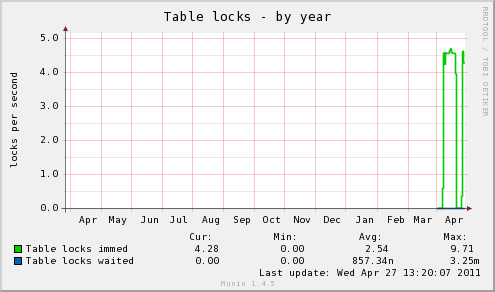 Table locks - by year
RRDTOOL / TOBI OETIKER
locks per second
5.0
4.0
3.0
2.0
1.0
0.0
Apr May Jun Jul Aug Sep Oct Nov Dec Jan Feb Mar Apr
Cur: Min: Avg: Max:
Table locks immed 4.28 0.00 2.54 9.71
Table locks waited 0.00 0.00 857.34n 3.25m
Last update: Wed Apr 27 13:20:07 2011
Munin 1.4.5